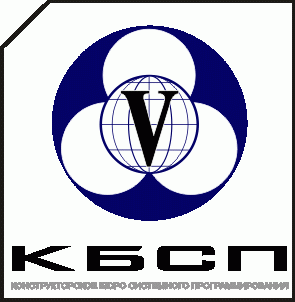 V
КБСП
КОНСТРУКТОРСКОЕ БЮРО СИСТЕМНОГО ПРОГРАММИРОВАНИЯ